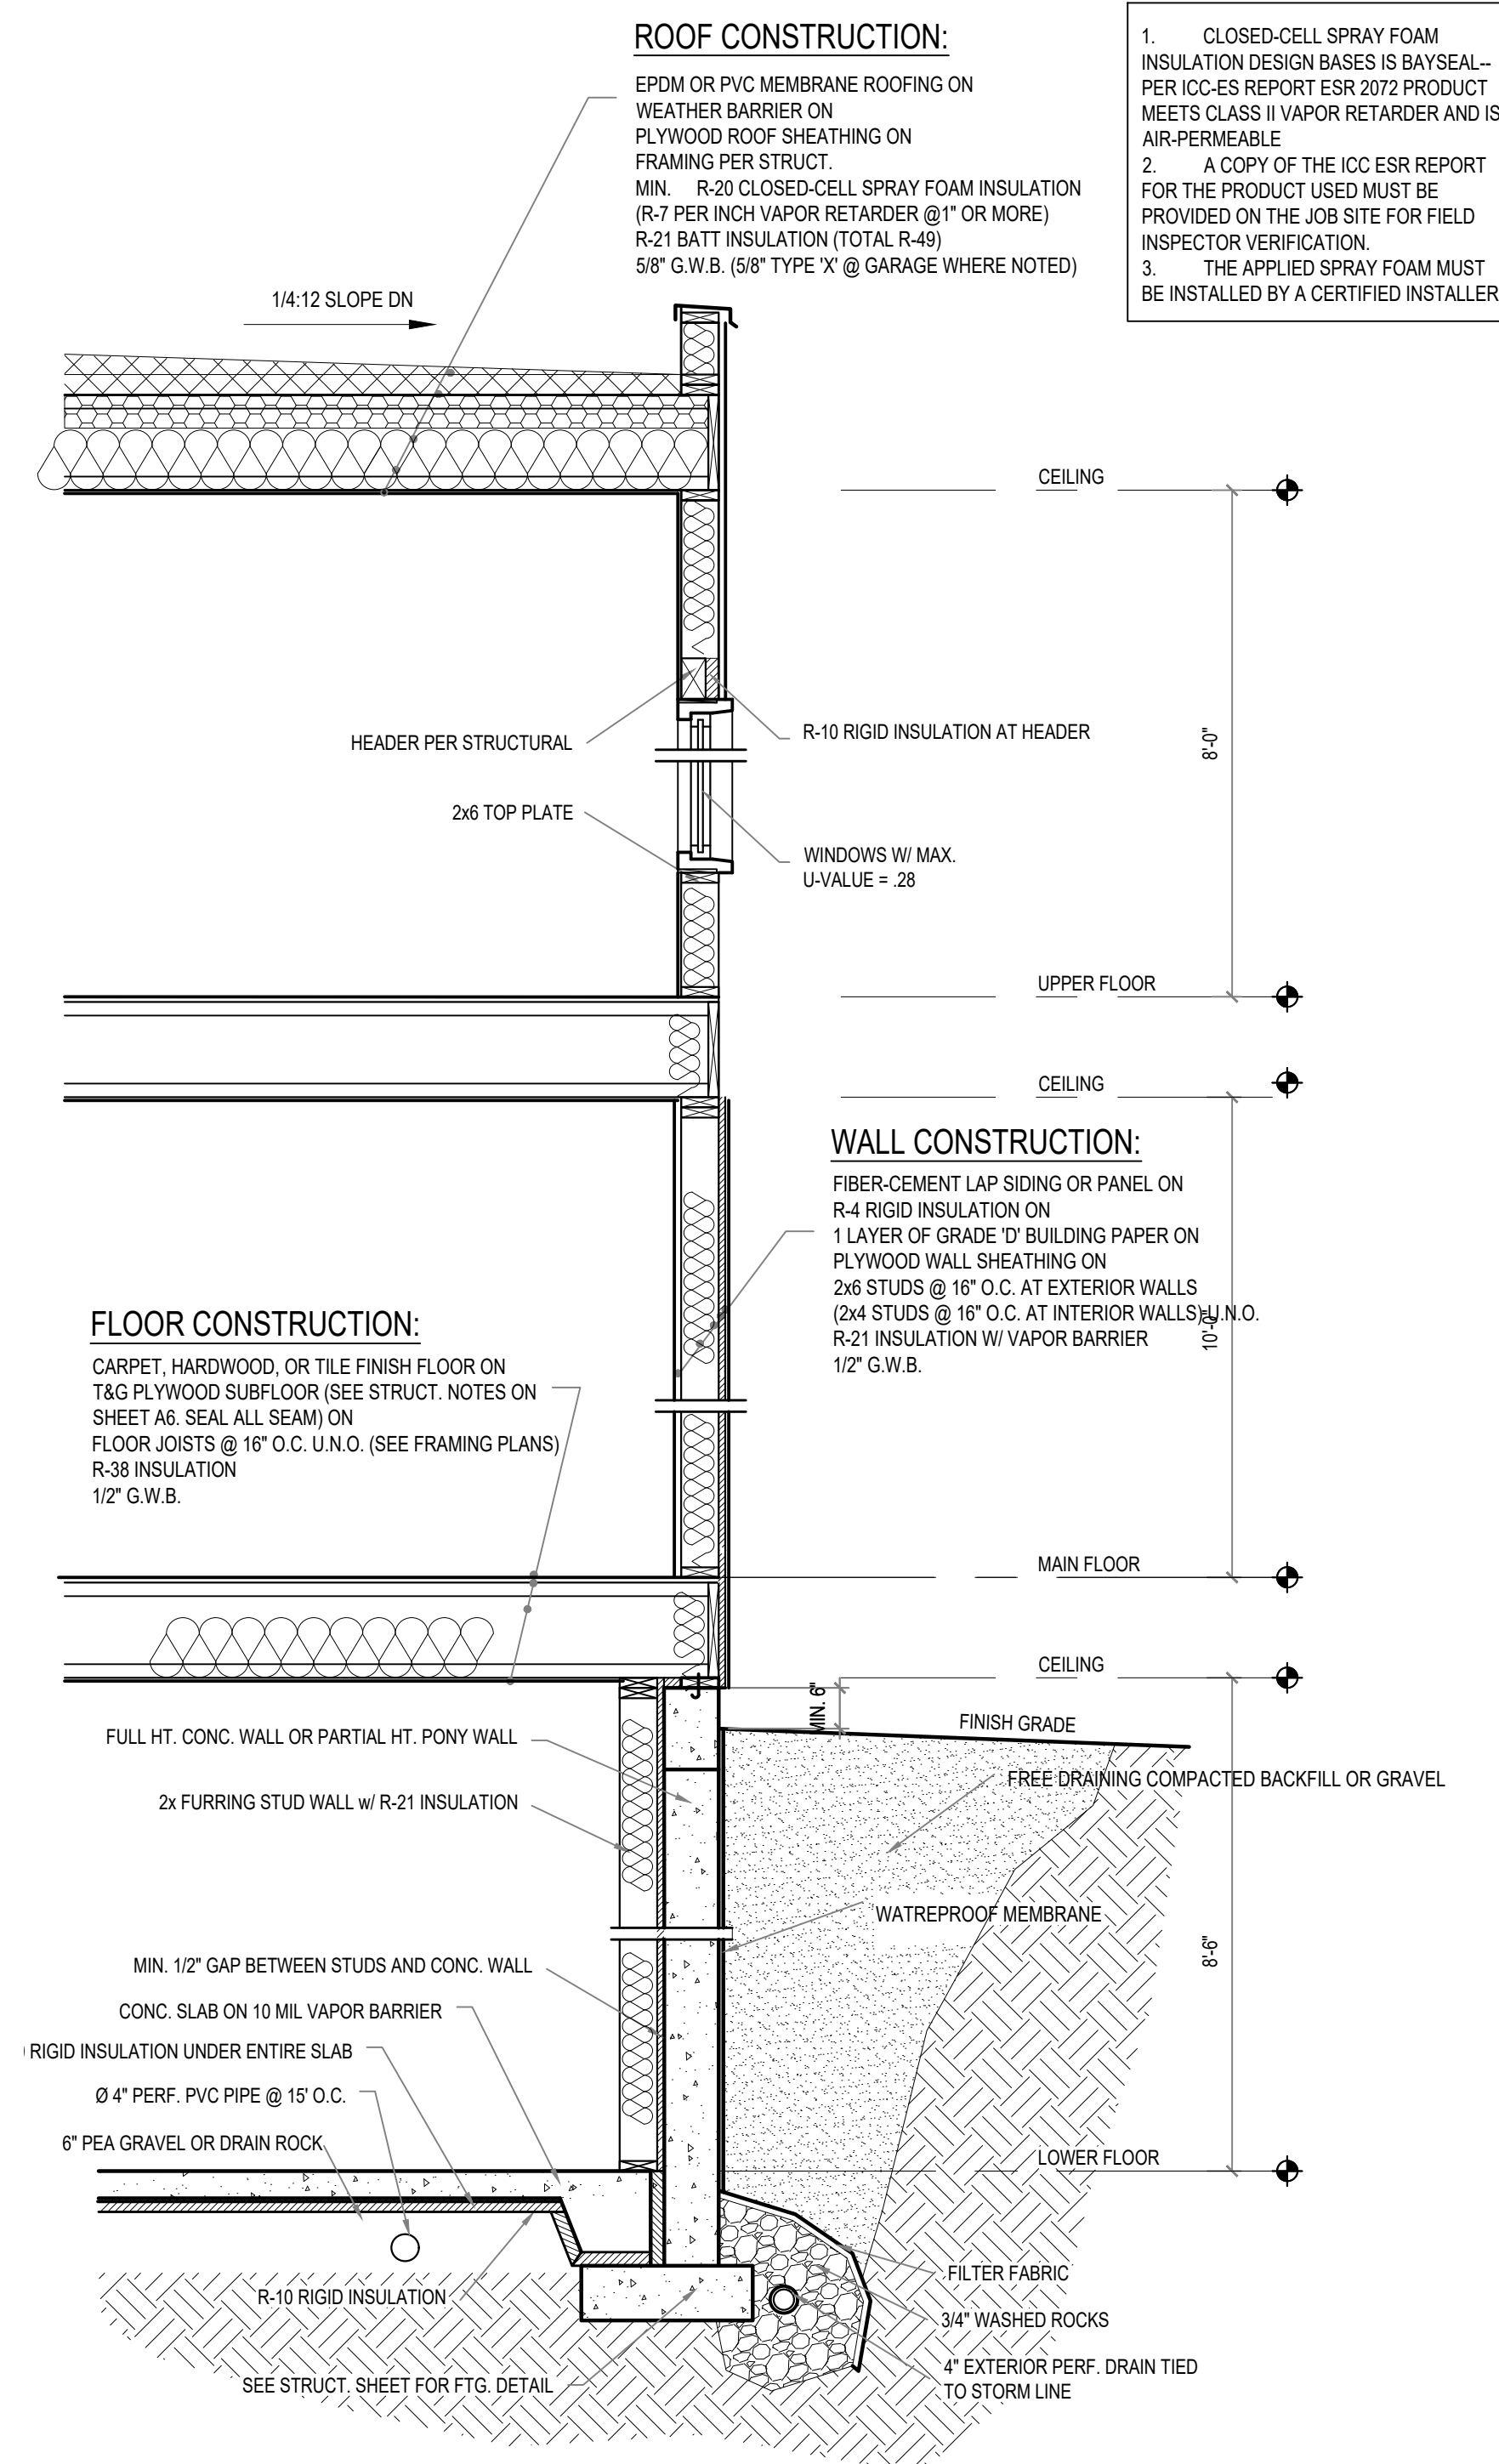 ROOF CONSTRUCTION:
EPDM OR PVC MEMBRANE ROOFING ON
WEATHER BARRIER ON
PLYWOOD ROOF SHEATHING ON
FRAMING PER STRUCT.
MIN. R-20 CLOSED-CELL SPRAY FOAM INSULATION
(R-7 PER INCH VAPOR RETARDER @1" OR MORE)
R-21 BATT INSULATION (TOTAL R-49)
5/8" G.W.B. (5/8" TYPE 'X' @ GARAGE WHERE NOTED)
1. CLOSED-CELL SPRAY FOAM
INSULATION DESIGN BASES IS BAYSEAL--
PER ICC-ES REPORT ESR 2072 PRODUCT
MEETS CLASS II VAPOR RETARDER AND IS
AIR-PERMEABLE
2. A COPY OF THE ICC ESR REPORT
FOR THE PRODUCT USED MUST BE
PROVIDED ON THE JOB SITE FOR FIELD
INSPECTOR VERIFICATION.
3. THE APPLIED SPRAY FOAM MUST
BE INSTALLED BY A CERTIFIED INSTALLER
1/4:12 SLOPE DN
CEILING
HEADER PER STRUCTURAL
R-10 RIGID INSULATION AT HEADER
8'-0"
2x6 TOP PLATE
WINDOWS W/ MAX.
U-VALUE = .28
UPPER FLOOR
CEILING
WALL CONSTRUCTION:
FIBER-CEMENT LAP SIDING OR PANEL ON
R-4 RIGID INSULATION ON
1 LAYER OF GRADE 'D' BUILDING PAPER ON
PLYWOOD WALL SHEATHING ON
2x6 STUDS @ 16" O.C. AT EXTERIOR WALLS
(2x4 STUDS @ 16" O.C. AT INTERIOR WALLS) U.N.O.
R-21 INSULATION W/ VAPOR BARRIER
1/2" G.W.B.
10'-0"
FLOOR CONSTRUCTION:
CARPET, HARDWOOD, OR TILE FINISH FLOOR ON
T&G PLYWOOD SUBFLOOR (SEE STRUCT. NOTES ON
SHEET A6. SEAL ALL SEAM) ON
FLOOR JOISTS @ 16" O.C. U.N.O. (SEE FRAMING PLANS)
R-38 INSULATION
1/2" G.W.B.
MAIN FLOOR
CEILING
MIN. 6"
FINISH GRADE
FULL HT. CONC. WALL OR PARTIAL HT. PONY WALL
FREE DRAINING COMPACTED BACKFILL OR GRAVEL
2x FURRING STUD WALL w/ R-21 INSULATION
WATREPROOF MEMBRANE
8'-6"
MIN. 1/2" GAP BETWEEN STUDS AND CONC. WALL
CONC. SLAB ON 10 MIL VAPOR BARRIER
RIGID INSULATION UNDER ENTIRE SLAB
Ø 4" PERF. PVC PIPE @ 15' O.C.
6" PEA GRAVEL OR DRAIN ROCK
LOWER FLOOR
R-10 RIGID INSULATION
FILTER FABRIC
3/4" WASHED ROCKS
4" EXTERIOR PERF. DRAIN TIED
TO STORM LINE
SEE STRUCT. SHEET FOR FTG. DETAIL